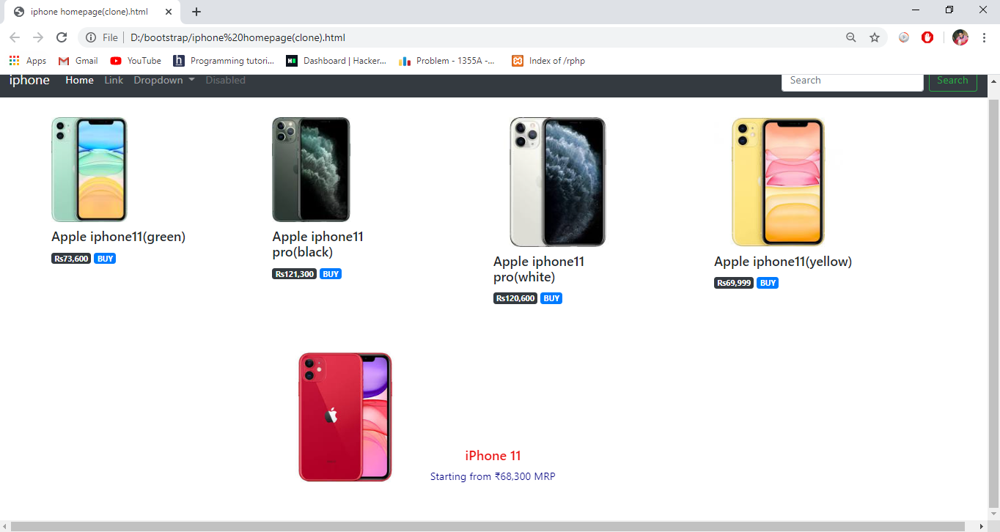 iphone homepage(clone).html
File D:/bootstrap/iphone%20homepage(clone).html
Apps Gmail YouTube Programming tutori... Dashboard | Hacker... Problem - 1355A -... Index of /rphp
iphone Home Link Dropdown Disabled Search Search
Apple iphone11(green)
Rs73,600 BUY
Apple iphone11
pro(black)
Rs121,300 BUY
Apple iphone11
pro(white)
Rs120,600 BUY
Apple iphone11(yellow)
Rs69,999 BUY
iPhone 11
Starting from ₹68,300 MRP